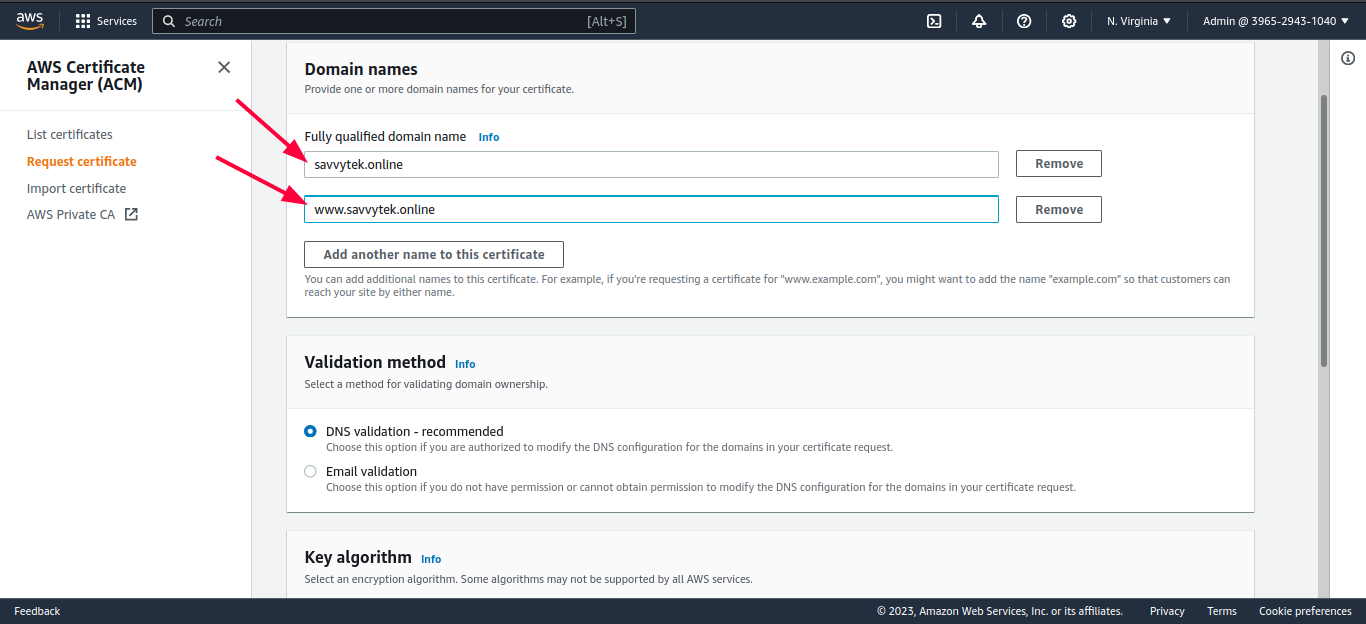 aws
Services
Search [Alt+S]
N. Virginia
Admin @ 3965-2943-1040
AWS Certificate
Manager (ACM)
List certificates
Request certificate
Import certificate
AWS Private CA
Domain names
Provide one or more domain names for your certificate.
Fully qualified domain name Info
savvytek.online
Remove
www.savvytek.online
Remove
Add another name to this certificate
You can add additional names to this certificate. For example, if you're requesting a certificate for "www.example.com", you might want to add the name "example.com" so that customers can
reach your site by either name.
Validation method Info
Select a method for validating domain ownership.
DNS validation - recommended
Choose this option if you are authorized to modify the DNS configuration for the domains in your certificate request.
Email validation
Choose this option if you do not have permission or cannot obtain permission to modify the DNS configuration for the domains in your certificate request.
Key algorithm Info
Select an encryption algorithm. Some algorithms may not be supported by all AWS services.
Feedback
© 2023, Amazon Web Services, Inc. or its affiliates.
Privacy
Terms
Cookie preferences